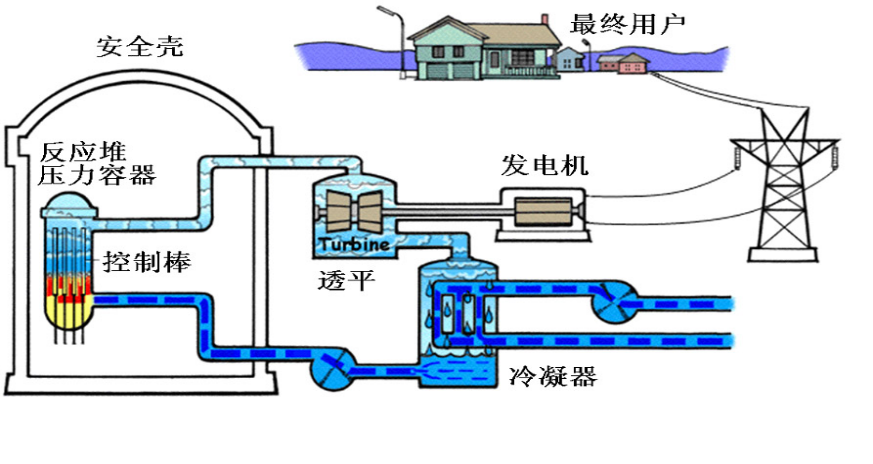 最终用户
安全壳
反应堆
压力容器
发电机
控制棒
Turbine
透平
冷凝器